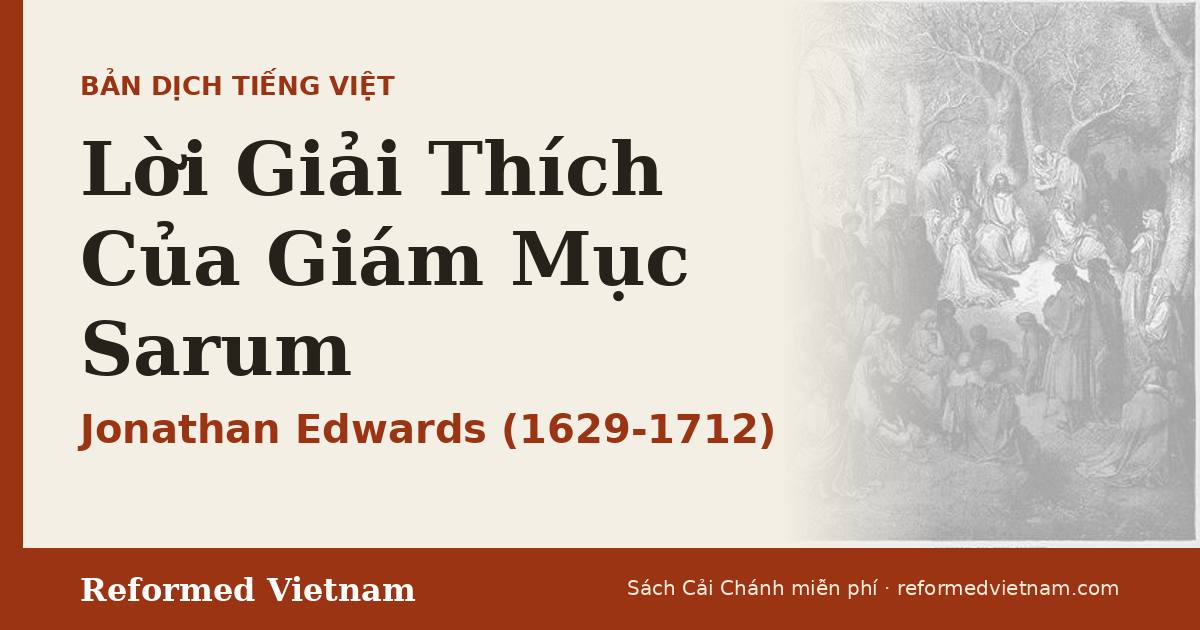 BẢN DỊCH TIẾNG VIỆT
Lời Giải Thích
Của Giám Mục
Sarum
Jonathan Edwards (1629-1712)
Reformed Vietnam
Sách Cải Chánh miễn phí · reformedvietnam.com